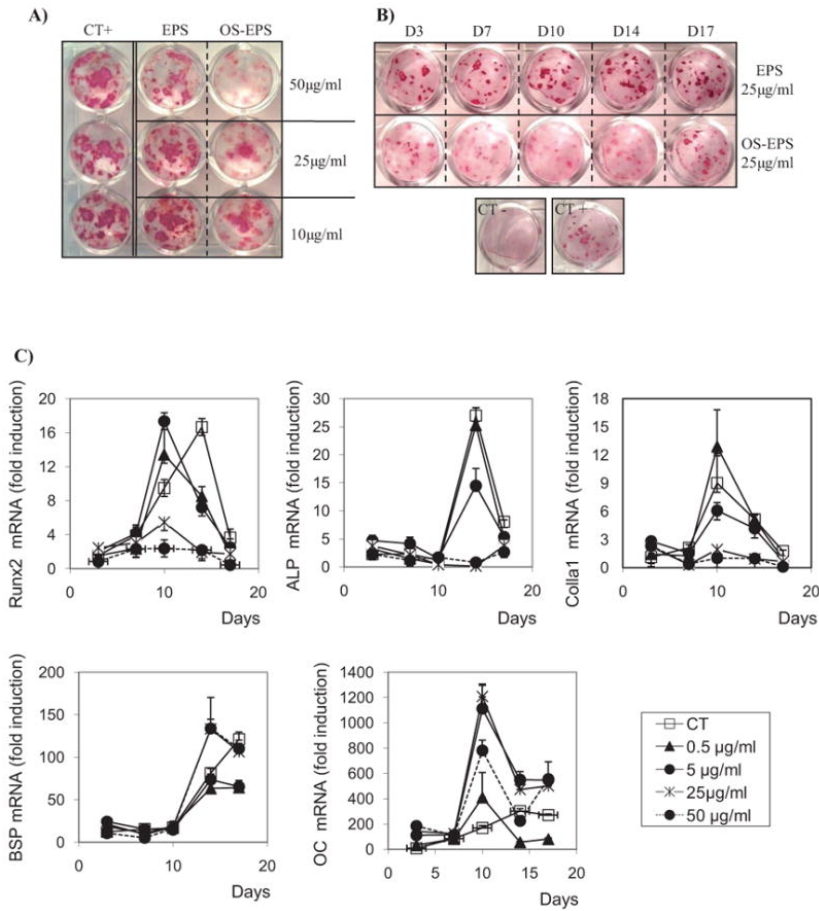 A)
CT+ EPS OS-EPS
50µg/ml
25µg/ml
10µg/ml
B)
D3 D7 D10 D14 D17
EPS
25µg/ml
OS-EPS
25µg/ml
CT - CT +
C)
Runx2 mRNA (fold induction)
20
16
12
8
4
0
0 10 20
Days
ALP mRNA (fold induction)
30
25
20
15
10
5
0
0 10 20
Days
Colla1 mRNA (fold induction)
18
15
12
9
6
3
0
0 10 20
Days
BSP mRNA (fold induction)
200
150
100
50
0
0 10 20
Days
OC mRNA (fold induction)
1400
1200
1000
800
600
400
200
0
0 5 10 15 20
Days
CT
0.5 µg/ml
5 µg/ml
25µg/ml
50 µg/ml